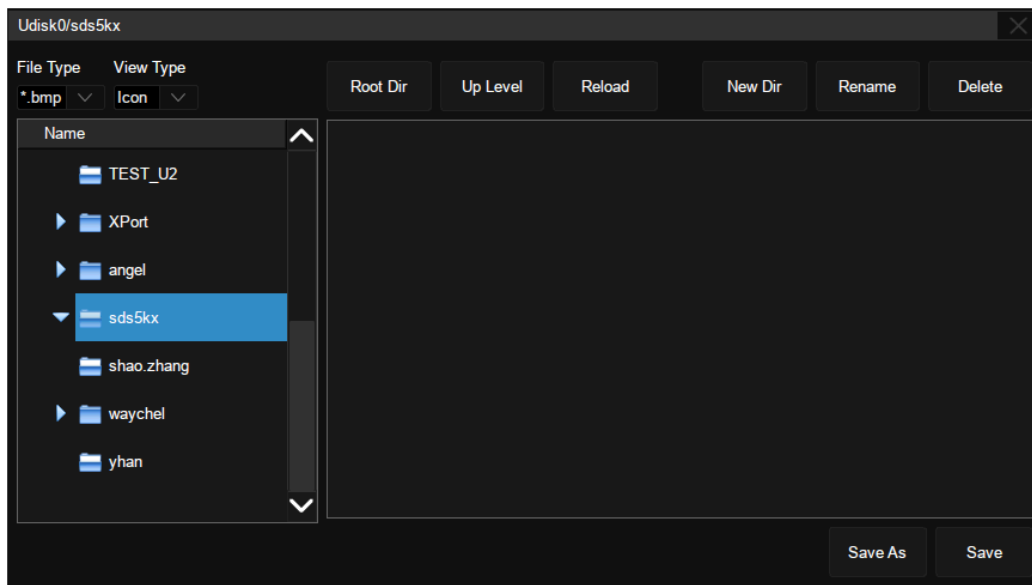 Udisk0/sds5kx
File Type View Type
*.bmp Icon
Root Dir Up Level Reload New Dir Rename Delete
Name
TEST_U2
XPort
angel
sds5kx
shao.zhang
waychel
yhan
Save As Save